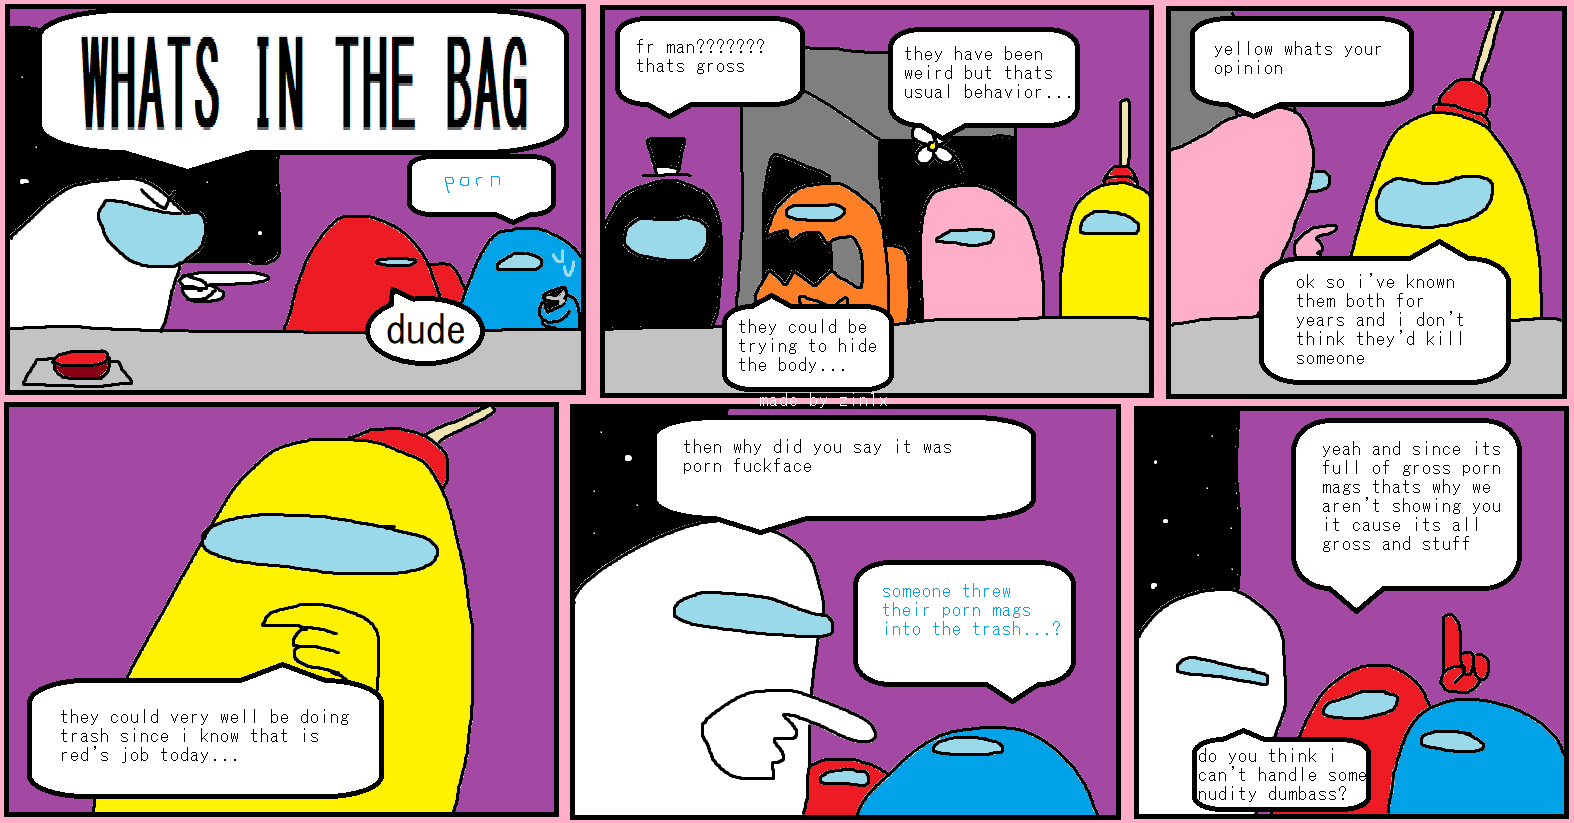 WHATS IN THE BAG
porn
dude
fr man???????
thats gross
they have been
weird but thats
usual behavior...
they could be
trying to hide
the body...
yellow whats your
opinion
ok so i've known
them both for
years and i don't
think they'd kill
someone
made by zinlx
they could very well be doing
trash since i know that is
red's job today...
then why did you say it was
porn fuckface
someone threw
their porn mags
into the trash...?
yeah and since its
full of gross porn
mags thats why we
aren't showing you
it cause its all
gross and stuff
do you think i
can't handle some
nudity dumbass?